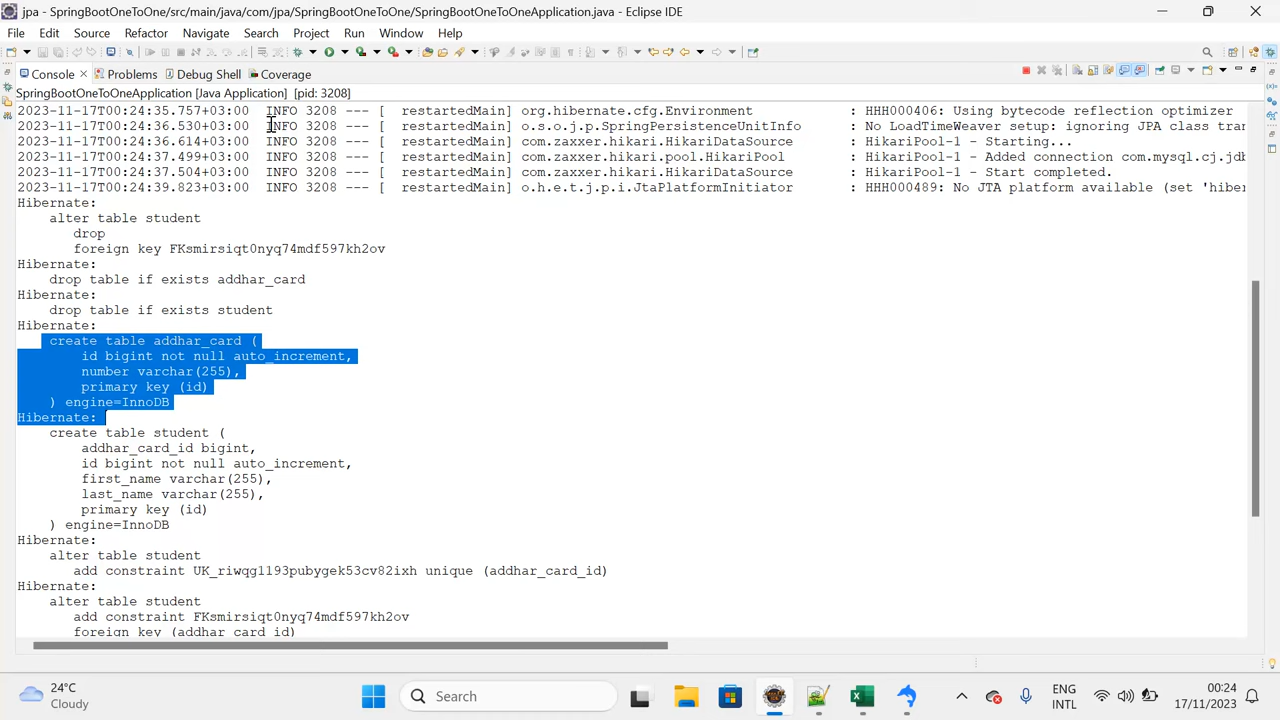 jpa - SpringBootOneToOne/src/main/java/com/jpa/SpringBootOneToOne/SpringBootOneToOneApplication.java - Eclipse IDE
File Edit Source Refactor Navigate Search Project Run Window Help
Console Problems Debug Shell Coverage
SpringBootOneToOneApplication [Java Application] [pid: 3208]
2023-11-17T00:24:35.757+03:00  INFO 3208 --- [  restartedMain] org.hibernate.cfg.Environment            : HHH000406: Using bytecode reflection optimizer
2023-11-17T00:24:36.530+03:00  INFO 3208 --- [  restartedMain] o.s.o.j.p.SpringPersistenceUnitInfo      : No LoadTimeWeaver setup: ignoring JPA class tran
2023-11-17T00:24:36.614+03:00  INFO 3208 --- [  restartedMain] com.zaxxer.hikari.HikariDataSource       : HikariPool-1 - Starting...
2023-11-17T00:24:37.499+03:00  INFO 3208 --- [  restartedMain] com.zaxxer.hikari.pool.HikariPool        : HikariPool-1 - Added connection com.mysql.cj.jdb
2023-11-17T00:24:37.504+03:00  INFO 3208 --- [  restartedMain] com.zaxxer.hikari.HikariDataSource       : HikariPool-1 - Start completed.
2023-11-17T00:24:39.823+03:00  INFO 3208 --- [  restartedMain] o.h.e.t.j.p.i.JtaPlatformInitiator       : HHH000489: No JTA platform available (set 'hiber
Hibernate:
    alter table student
       drop
       foreign key FKsmirsiqt0nyq74mdf597kh2ov
Hibernate:
    drop table if exists addhar_card
Hibernate:
    drop table if exists student
Hibernate:
    create table addhar_card (
        id bigint not null auto_increment,
        number varchar(255),
        primary key (id)
    ) engine=InnoDB
Hibernate:
    create table student (
        addhar_card_id bigint,
        id bigint not null auto_increment,
        first_name varchar(255),
        last_name varchar(255),
        primary key (id)
    ) engine=InnoDB
Hibernate:
    alter table student
       add constraint UK_riwqg1193pubygek53cv82ixh unique (addhar_card_id)
Hibernate:
    alter table student
       add constraint FKsmirsiqt0nyq74mdf597kh2ov
       foreign key (addhar_card_id)
24°C
Cloudy
Search
ENG
INTL
00:24
17/11/2023